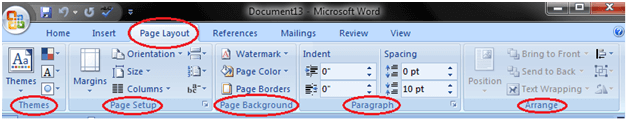 Document13 - Microsoft Word
Home Insert Page Layout References Mailings Review View
Orientation Watermark Indent Spacing Bring to Front
Themes Margins Size Page Color 0" 0 pt Position Send to Back
Columns bc Page Borders 0" 10 pt Text Wrapping
Themes Page Setup Page Background Paragraph Arrange